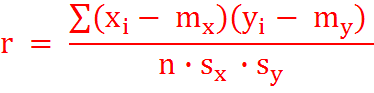 r = ∑(xᵢ − mₓ)(yᵢ − m_y) / n · sₓ · s_y